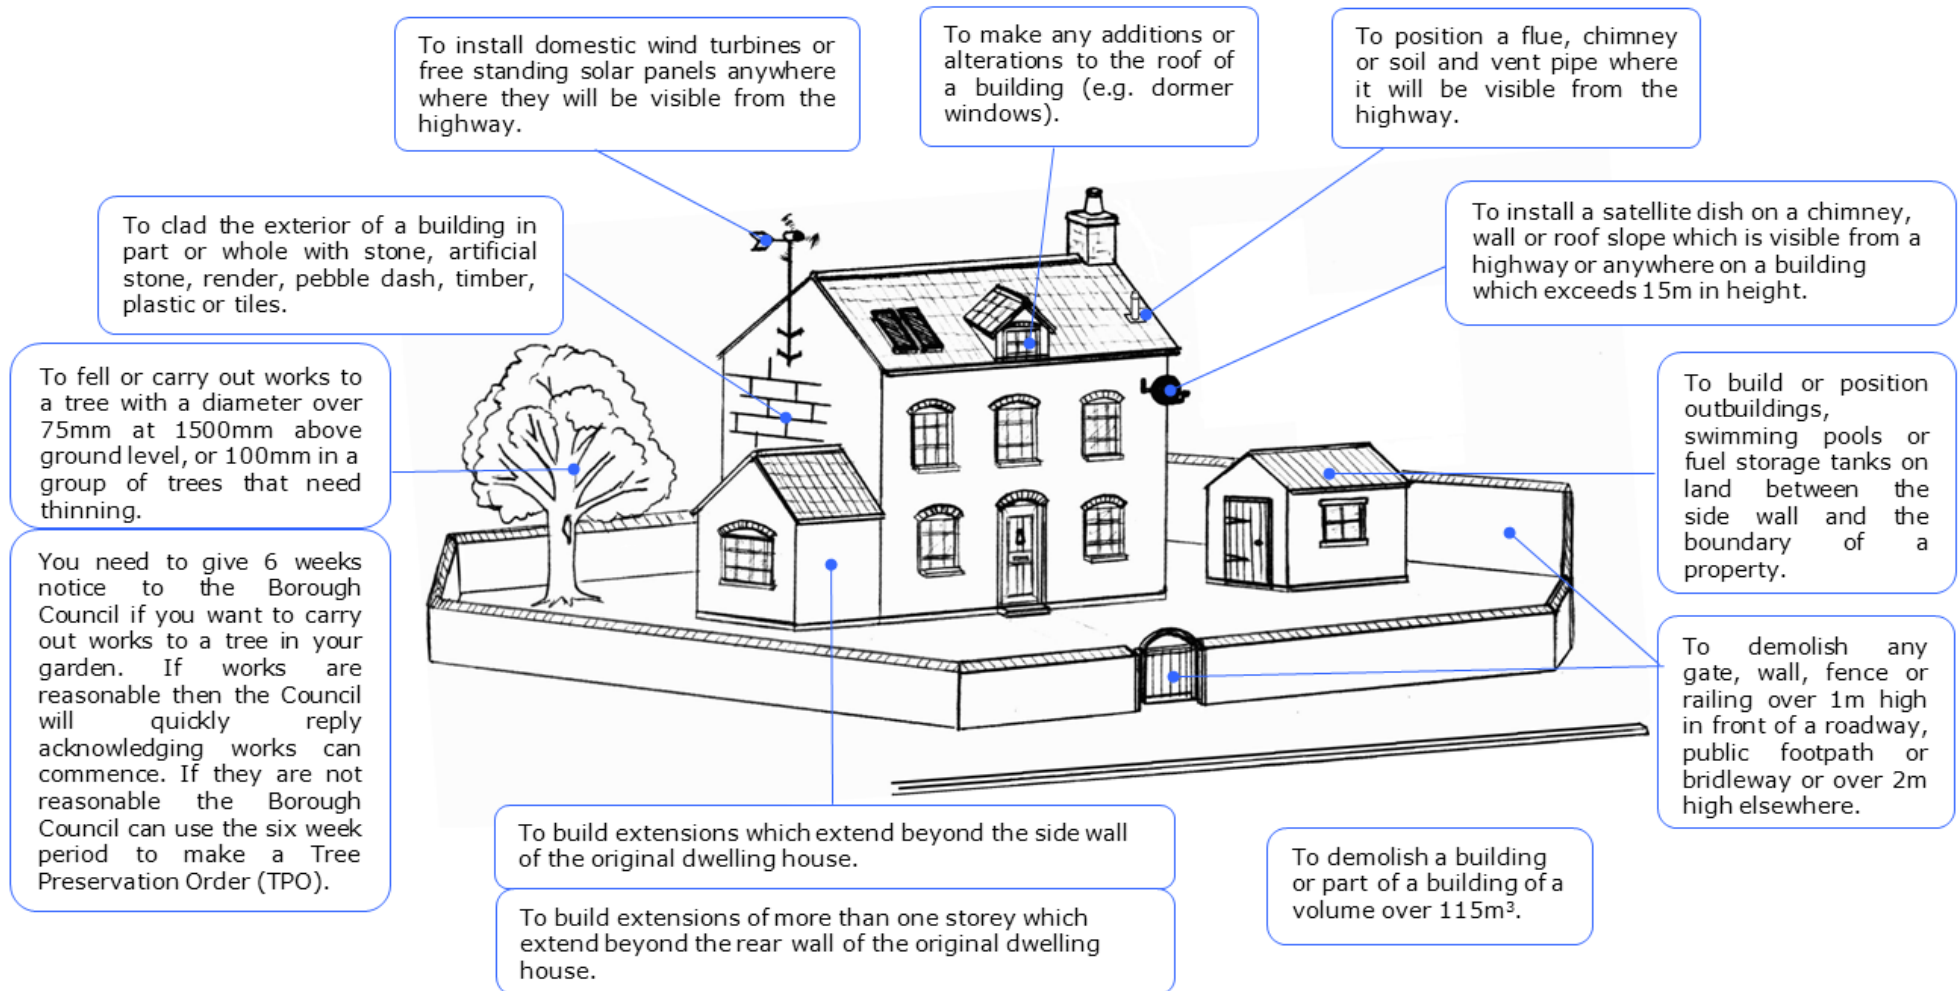 To install domestic wind turbines or
free standing solar panels anywhere
where they will be visible from the
highway.
To make any additions or
alterations to the roof of
a building (e.g. dormer
windows).
To position a flue, chimney
or soil and vent pipe where
it will be visible from the
highway.
To clad the exterior of a building in
part or whole with stone, artificial
stone, render, pebble dash, timber,
plastic or tiles.
To install a satellite dish on a chimney,
wall or roof slope which is visible from a
highway or anywhere on a building
which exceeds 15m in height.
To fell or carry out works to
a tree with a diameter over
75mm at 1500mm above
ground level, or 100mm in a
group of trees that need
thinning.
To build or position
outbuildings,
swimming pools or
fuel storage tanks on
land between the
side wall and the
boundary of a
property.
You need to give 6 weeks
notice to the Borough
Council if you want to carry
out works to a tree in your
garden. If works are
reasonable then the Council
will quickly reply
acknowledging works can
commence. If they are not
reasonable the Borough
Council can use the six week
period to make a Tree
Preservation Order (TPO).
To demolish any
gate, wall, fence or
railing over 1m high
in front of a roadway,
public footpath or
bridleway or over 2m
high elsewhere.
To build extensions which extend beyond the side wall
of the original dwelling house.
To build extensions of more than one storey which
extend beyond the rear wall of the original dwelling
house.
To demolish a building
or part of a building of a
volume over 115m³.